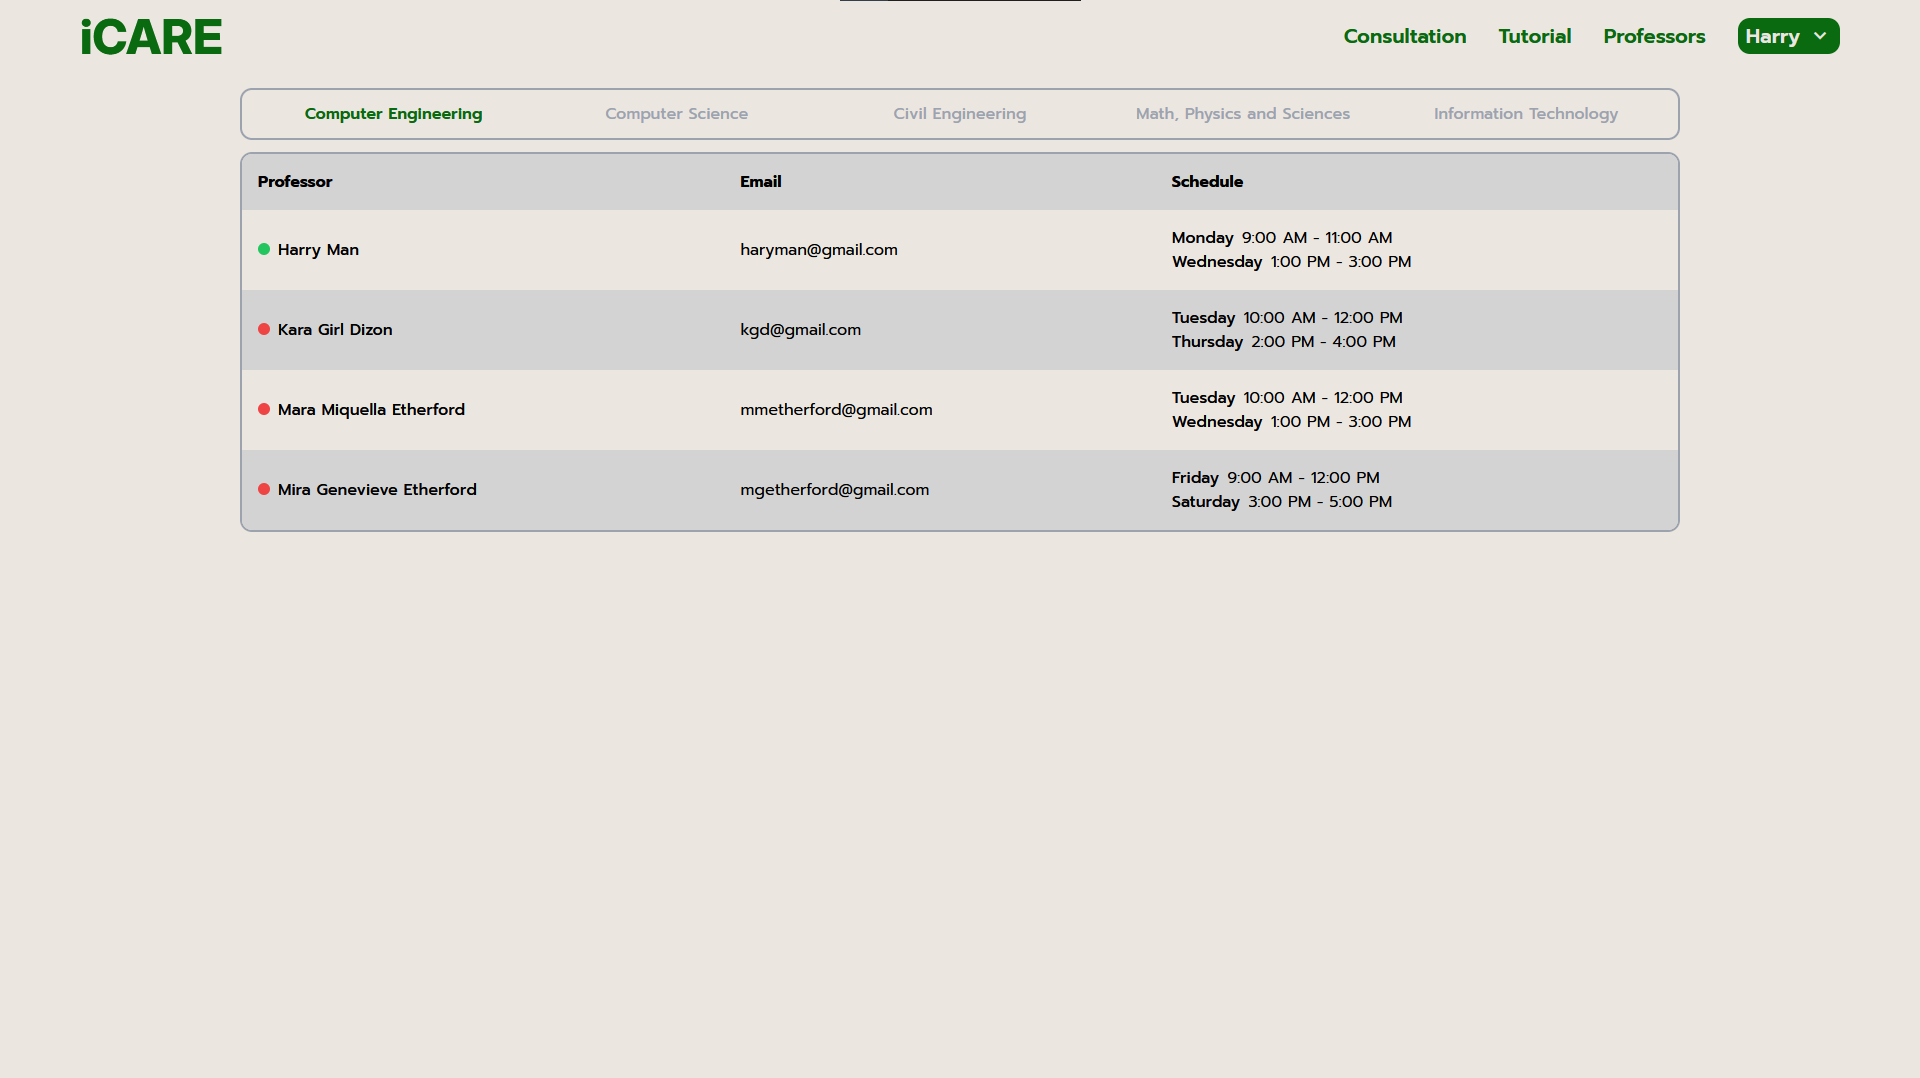 iCARE
Consultation Tutorial Professors Harry
Computer Engineering Computer Science Civil Engineering Math, Physics and Sciences Information Technology
Professor Email Schedule
Harry Man haryman@gmail.com Monday 9:00 AM - 11:00 AM
Wednesday 1:00 PM - 3:00 PM
Kara Girl Dizon kgd@gmail.com Tuesday 10:00 AM - 12:00 PM
Thursday 2:00 PM - 4:00 PM
Mara Miquella Etherford mmetherford@gmail.com Tuesday 10:00 AM - 12:00 PM
Wednesday 1:00 PM - 3:00 PM
Mira Genevieve Etherford mgetherford@gmail.com Friday 9:00 AM - 12:00 PM
Saturday 3:00 PM - 5:00 PM